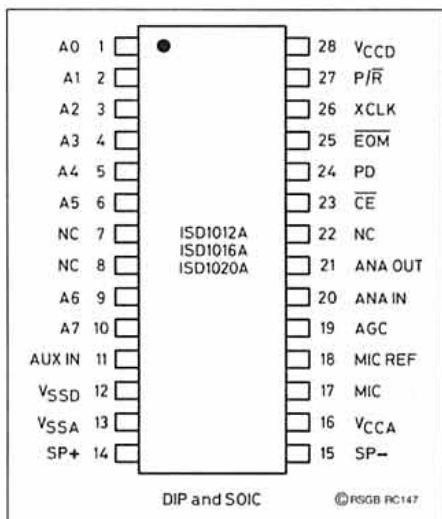 A0 1 28 VCCD
A1 2 27 P/R̅
A2 3 26 XCLK
A3 4 25 E̅O̅M̅
A4 5 24 PD
A5 6 23 C̅E̅
NC 7 ISD1012A 22 NC
ISD1016A
NC 8 ISD1020A 21 ANA OUT
A6 9 20 ANA IN
A7 10 19 AGC
AUX IN 11 18 MIC REF
VSSD 12 17 MIC
VSSA 13 16 VCCA
SP+ 14 15 SP−
DIP and SOIC ©RSGB RC147